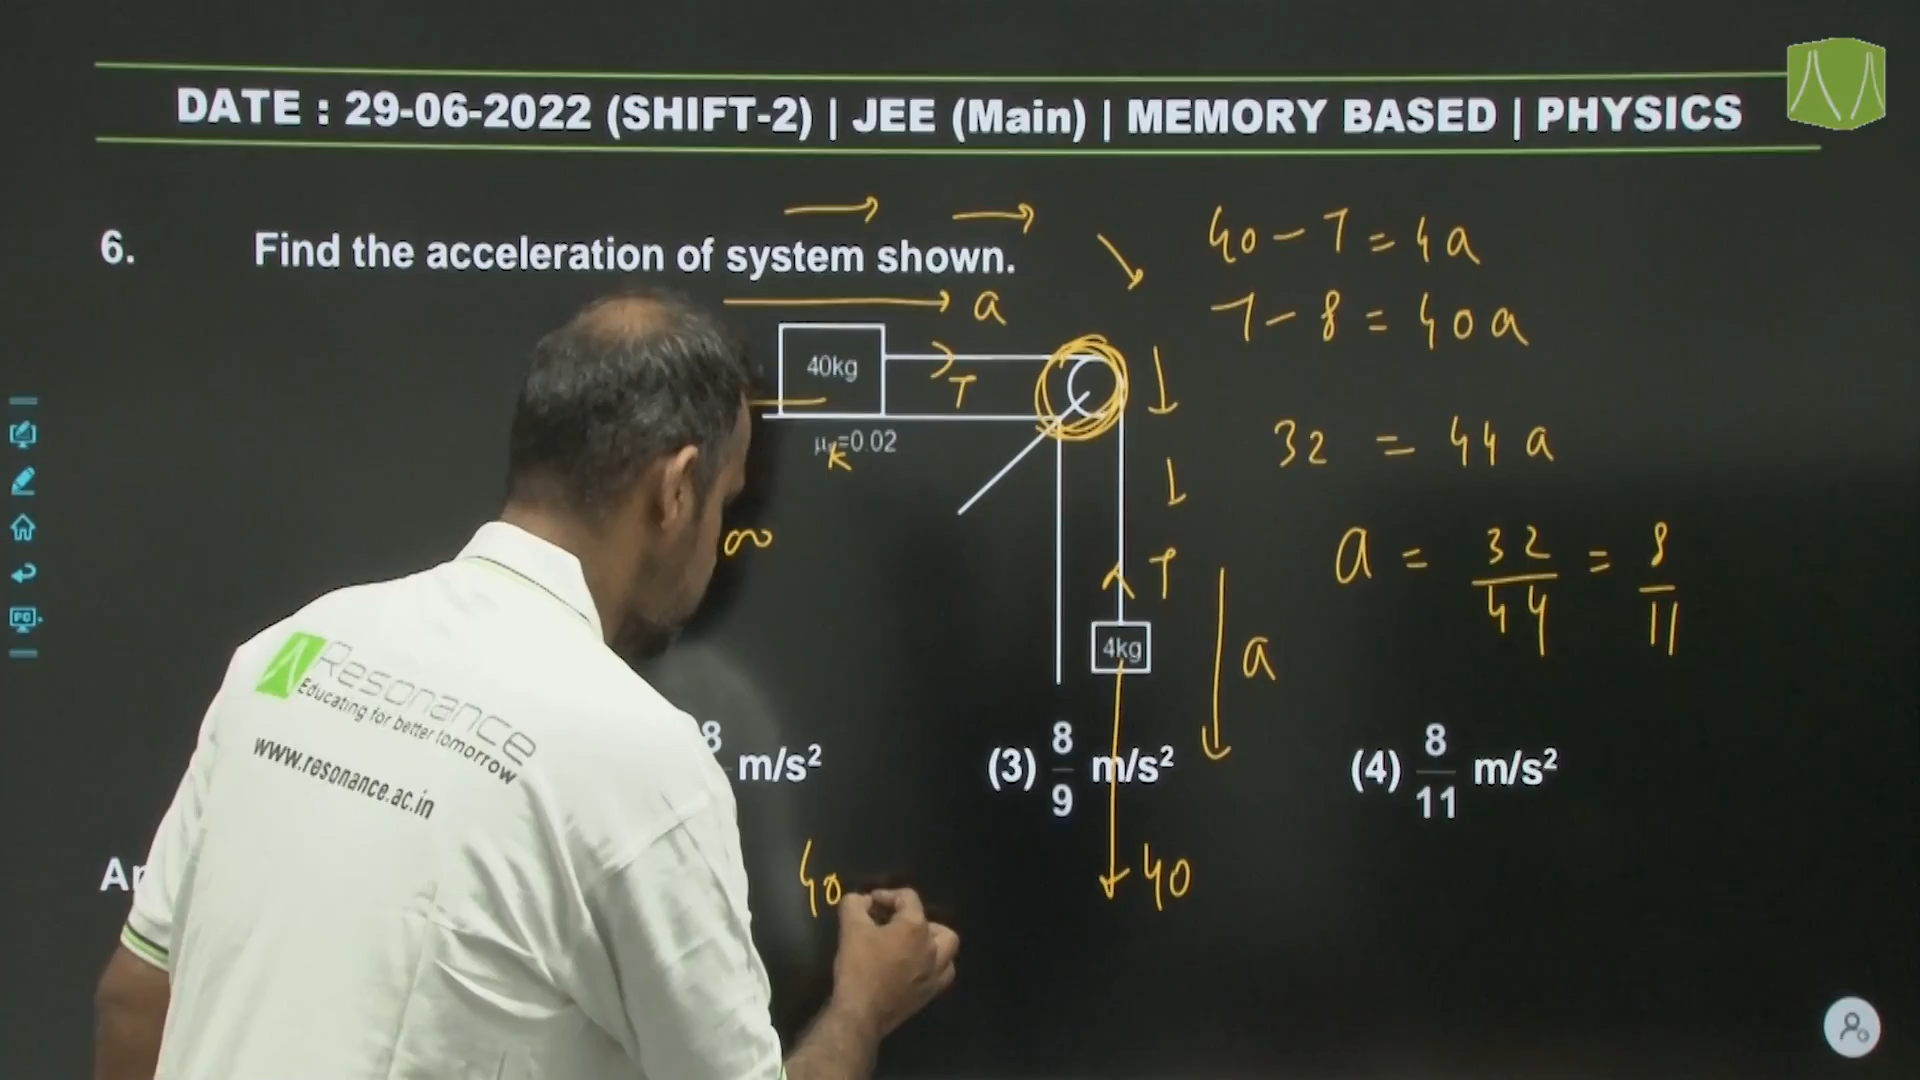 DATE : 29-06-2022 (SHIFT-2) | JEE (Main) | MEMORY BASED | PHYSICS
6. Find the acceleration of system shown.
40 - T = 4a
T - 8 = 40a
32 = 44a
a = 32/44 = 8/11
a
40kg
T
μK=0.02
T
4kg
a
8 m/s²
(3) 8/9 m/s²
(4) 8/11 m/s²
40
40
Resonance
Educating for better tomorrow
www.resonance.ac.in
PC